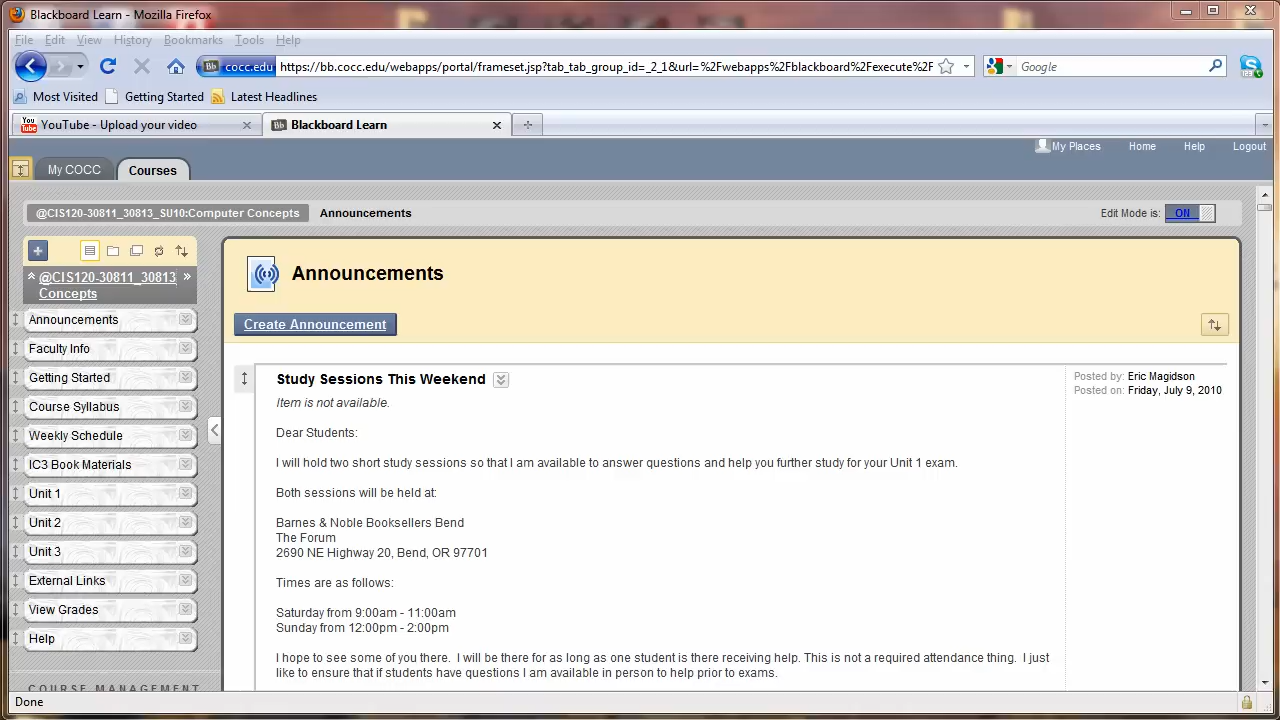 Blackboard Learn - Mozilla Firefox
File Edit View History Bookmarks Tools Help
Bb cocc.edu https://bb.cocc.edu/webapps/portal/frameset.jsp?tab_tab_group_id=_2_1&url=%2Fwebapps%2Fblackboard%2Fexecute%2F Google
Most Visited Getting Started Latest Headlines
You Tube YouTube - Upload your video Bb Blackboard Learn
My Places Home Help Logout
My COCC Courses
@CIS120-30811_30813_SU10:Computer Concepts Announcements Edit Mode is: ON
@CIS120-30811_30813
Concepts
Announcements
Faculty Info
Getting Started
Course Syllabus
Weekly Schedule
IC3 Book Materials
Unit 1
Unit 2
Unit 3
External Links
View Grades
Help
COURSE MANAGEMENT
Announcements
Create Announcement
Study Sessions This Weekend
Posted by: Eric Magidson
Posted on: Friday, July 9, 2010
Item is not available.
Dear Students:
I will hold two short study sessions so that I am available to answer questions and help you further study for your Unit 1 exam.
Both sessions will be held at:
Barnes & Noble Booksellers Bend
The Forum
2690 NE Highway 20, Bend, OR 97701
Times are as follows:
Saturday from 9:00am - 11:00am
Sunday from 12:00pm - 2:00pm
I hope to see some of you there. I will be there for as long as one student is there receiving help. This is not a required attendance thing. I just
like to ensure that if students have questions I am available in person to help prior to exams.
Done